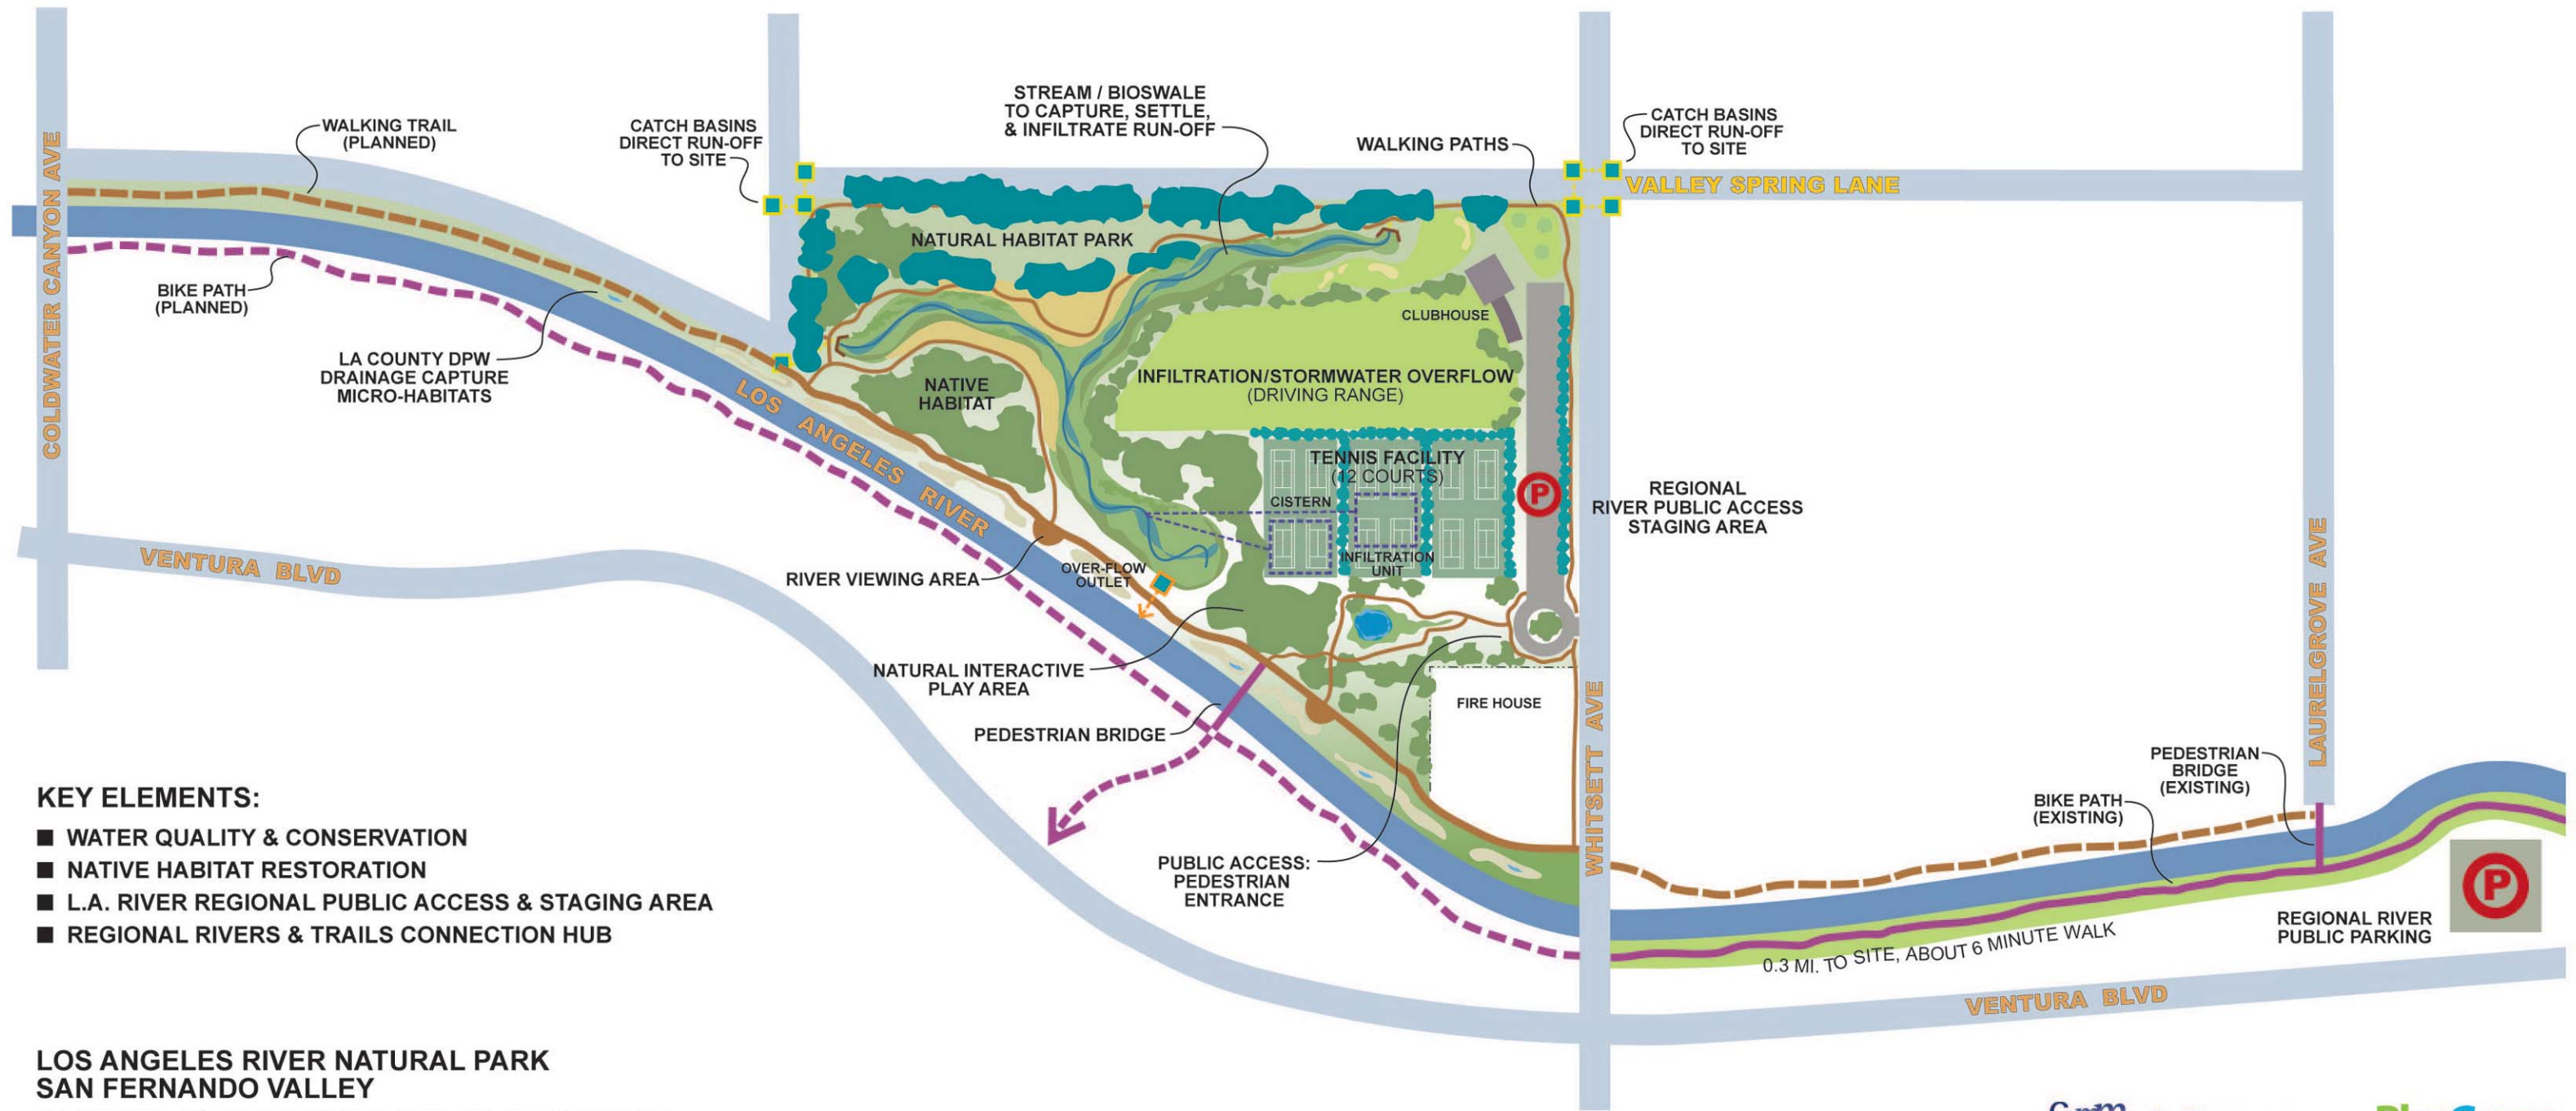 STREAM / BIOSWALE
TO CAPTURE, SETTLE,
& INFILTRATE RUN-OFF
WALKING TRAIL
(PLANNED)
CATCH BASINS
DIRECT RUN-OFF
TO SITE
WALKING PATHS
CATCH BASINS
DIRECT RUN-OFF
TO SITE
VALLEY SPRING LANE
COLDWATER CANYON AVE
NATURAL HABITAT PARK
BIKE PATH
(PLANNED)
CLUBHOUSE
LA COUNTY DPW
DRAINAGE CAPTURE
MICRO-HABITATS
NATIVE
HABITAT
INFILTRATION/STORMWATER OVERFLOW
(DRIVING RANGE)
LOS ANGELES RIVER
TENNIS FACILITY
(12 COURTS)
CISTERN
P
REGIONAL
RIVER PUBLIC ACCESS
STAGING AREA
INFILTRATION
UNIT
VENTURA BLVD
RIVER VIEWING AREA
OVER-FLOW
OUTLET
NATURAL INTERACTIVE
PLAY AREA
FIRE HOUSE
PEDESTRIAN BRIDGE
WHITSETT AVE
LAURELGROVE AVE
PEDESTRIAN
BRIDGE
(EXISTING)
BIKE PATH
(EXISTING)
PUBLIC ACCESS:
PEDESTRIAN
ENTRANCE
P
REGIONAL RIVER
PUBLIC PARKING
0.3 MI. TO SITE, ABOUT 6 MINUTE WALK
VENTURA BLVD
KEY ELEMENTS:
WATER QUALITY & CONSERVATION
NATIVE HABITAT RESTORATION
L.A. RIVER REGIONAL PUBLIC ACCESS & STAGING AREA
REGIONAL RIVERS & TRAILS CONNECTION HUB
LOS ANGELES RIVER NATURAL PARK
SAN FERNANDO VALLEY